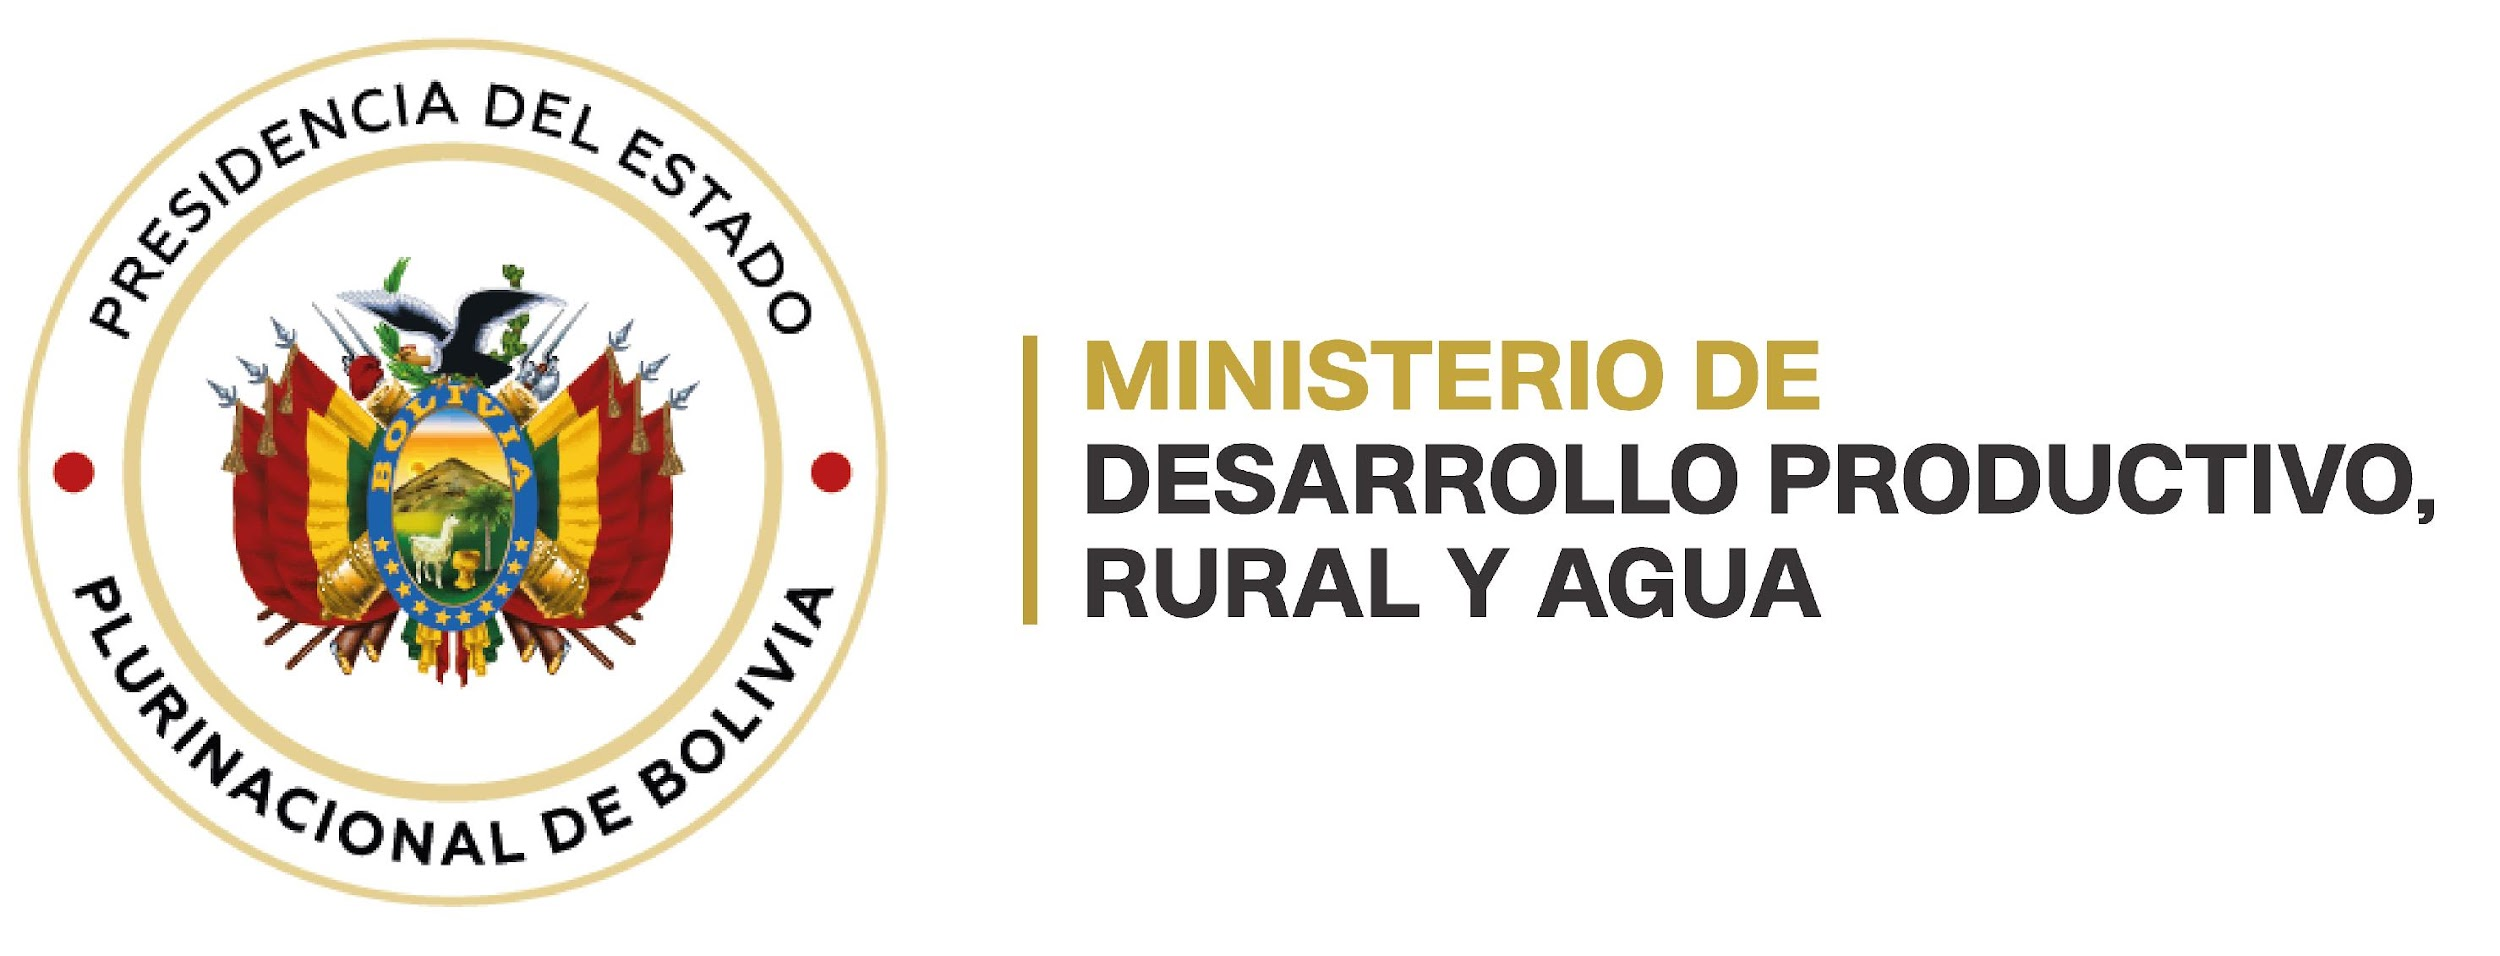 PRESIDENCIA DEL ESTADO
BOLIVIA
PLURINACIONAL DE BOLIVIA
MINISTERIO DE
DESARROLLO PRODUCTIVO,
RURAL Y AGUA